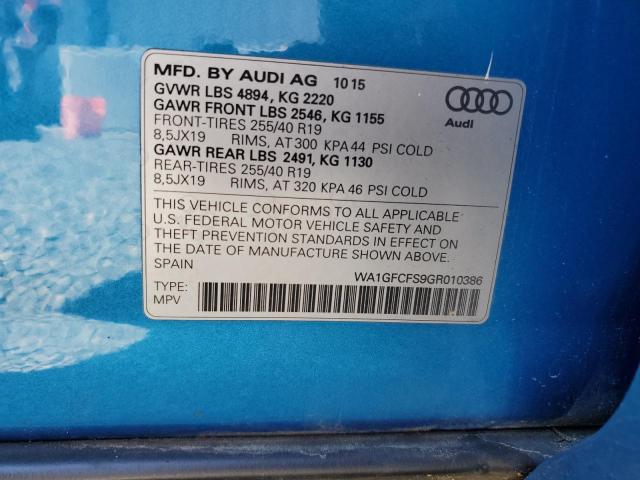 MFD. BY AUDI AG 10 15
GVWR LBS 4894, KG 2220
GAWR FRONT LBS 2546, KG 1155
FRONT-TIRES 255/40 R19
8,5JX19 RIMS, AT 300 KPA 44 PSI COLD
GAWR REAR LBS 2491, KG 1130
REAR-TIRES 255/40 R19
8,5JX19 RIMS, AT 320 KPA 46 PSI COLD
Audi
THIS VEHICLE CONFORMS TO ALL APPLICABLE
U.S. FEDERAL MOTOR VEHICLE SAFETY AND
THEFT PREVENTION STANDARDS IN EFFECT ON
THE DATE OF MANUFACTURE SHOWN ABOVE.
SPAIN
WA1GFCFS9GR010386
TYPE:
MPV